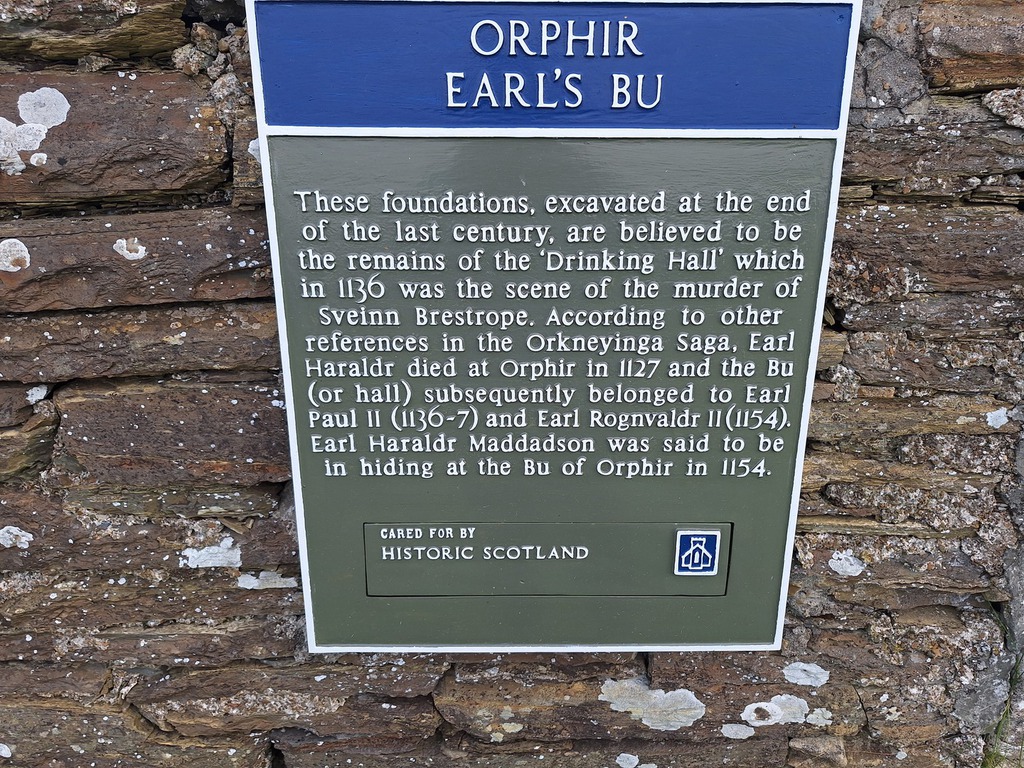 ORPHIR
EARL'S BU
These foundations, excavated at the end
of the last century, are believed to be
the remains of the 'Drinking Hall' which
in 1136 was the scene of the murder of
Sveinn Brestrope. According to other
references in the Orkneyinga Saga, Earl
Haraldr died at Orphir in 1127 and the Bu
(or hall) subsequently belonged to Earl
Paul II (1136-7) and Earl Rognvaldr II (1154).
Earl Haraldr Maddadson was said to be
in hiding at the Bu of Orphir in 1154.
CARED FOR BY
HISTORIC SCOTLAND